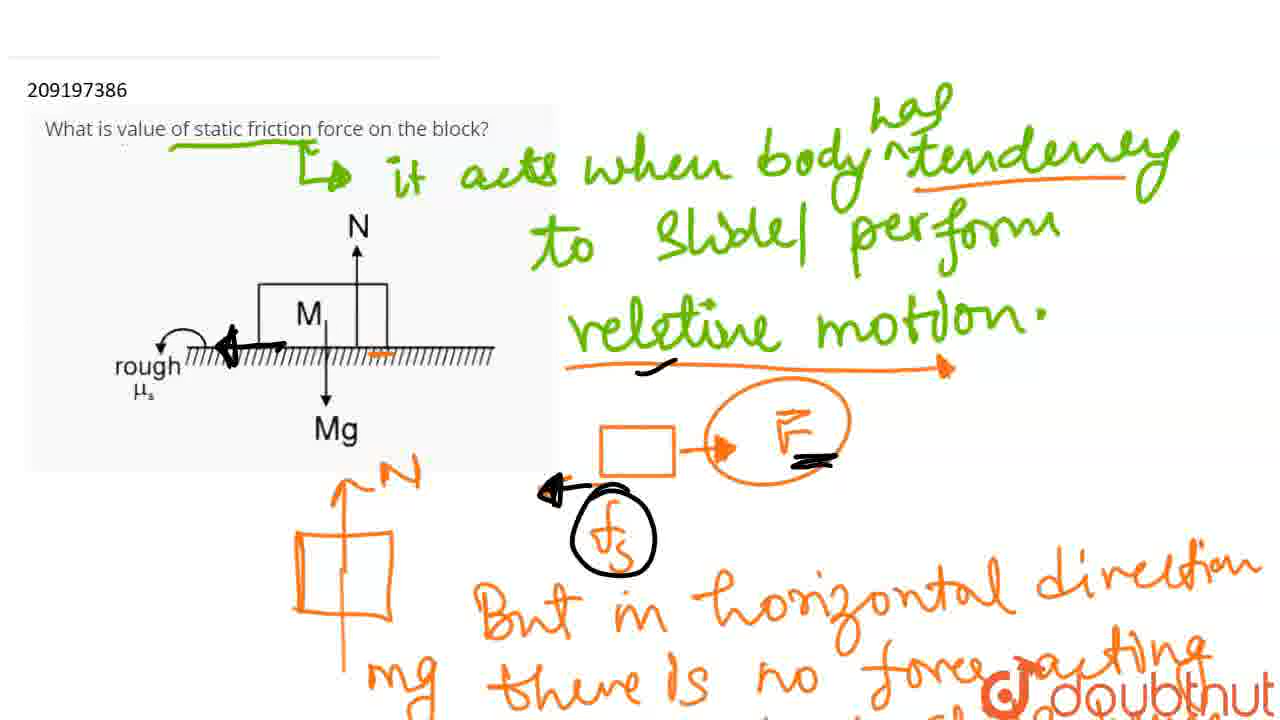 209197386
What is value of static friction force on the block?
has
it acts when body ^ tendency
to slide/ perform
relative motion.
N
M
rough
μs
Mg
F
fs
N
But in horizontal direction
mg there is no force acting
doubtnut